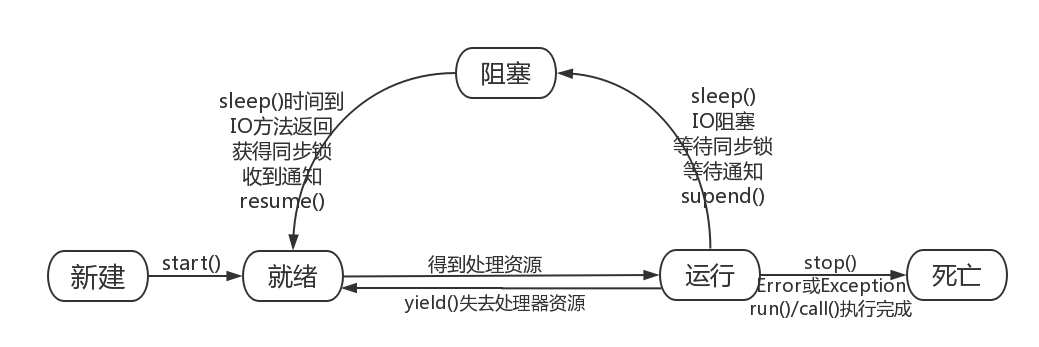 阻塞
sleep()时间到
IO方法返回
获得同步锁
收到通知
resume()
sleep()
IO阻塞
等待同步锁
等待通知
supend()
新建
start()
就绪
得到处理资源
yield()失去处理器资源
运行
stop()
Error或Exception
run()/call()执行完成
死亡